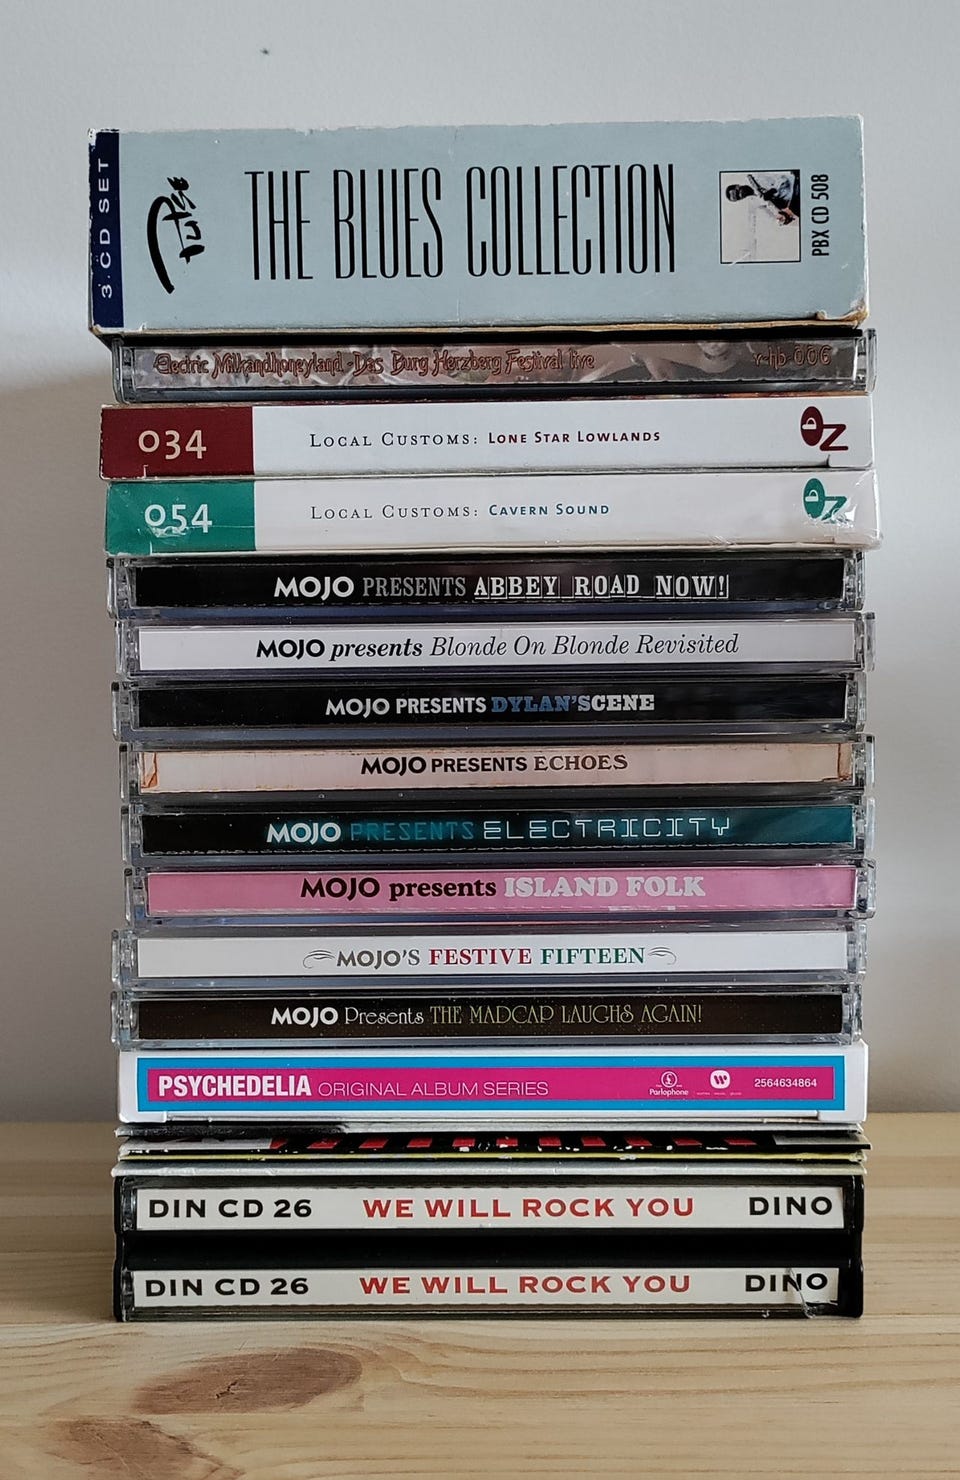 3.CD SET Pulse THE BLUES COLLECTION PBX CD 508
Electric Milkandhoneyland - Das Burg Herzberg Festival live r-hb-006
034 LOCAL CUSTOMS: LONE STAR LOWLANDS
054 LOCAL CUSTOMS: CAVERN SOUND
MOJO PRESENTS ABBEY ROAD NOW!
MOJO presents Blonde On Blonde Revisited
MOJO PRESENTS DYLAN'SCENE
MOJO PRESENTS ECHOES
MOJO PRESENTS ELECTRICITY
MOJO presents ISLAND FOLK
MOJO'S FESTIVE FIFTEEN
MOJO Presents THE MADCAP LAUGHS AGAIN!
PSYCHEDELIA ORIGINAL ALBUM SERIES Parlophone 2564634864
DIN CD 26 WE WILL ROCK YOU DINO
DIN CD 26 WE WILL ROCK YOU DINO